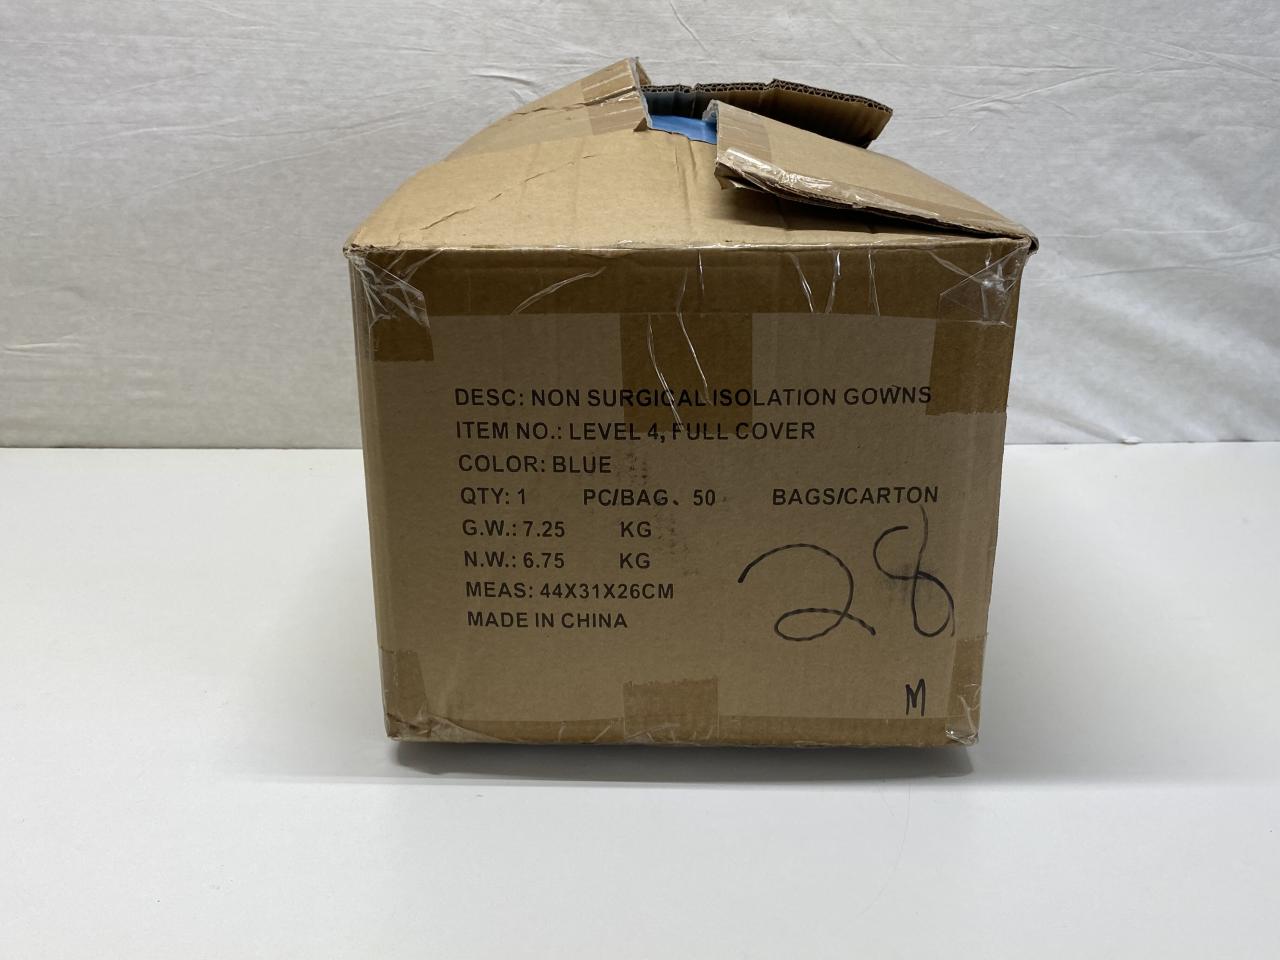 DESC: NON SURGICAL ISOLATION GOWNS
ITEM NO.: LEVEL 4, FULL COVER
COLOR: BLUE
QTY: 1 PC/BAG、50 BAGS/CARTON
G.W.: 7.25 KG
N.W.: 6.75 KG
MEAS: 44X31X26CM
MADE IN CHINA
28
M